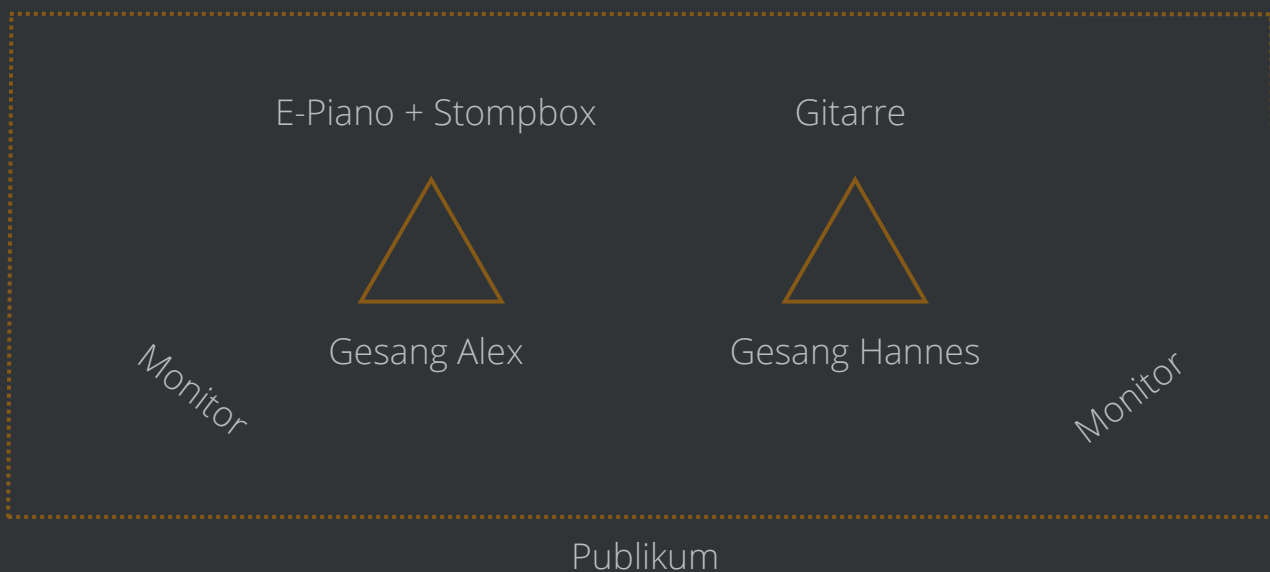 E-Piano + Stompbox
Gitarre
Gesang Alex
Gesang Hannes
Monitor
Monitor
Publikum